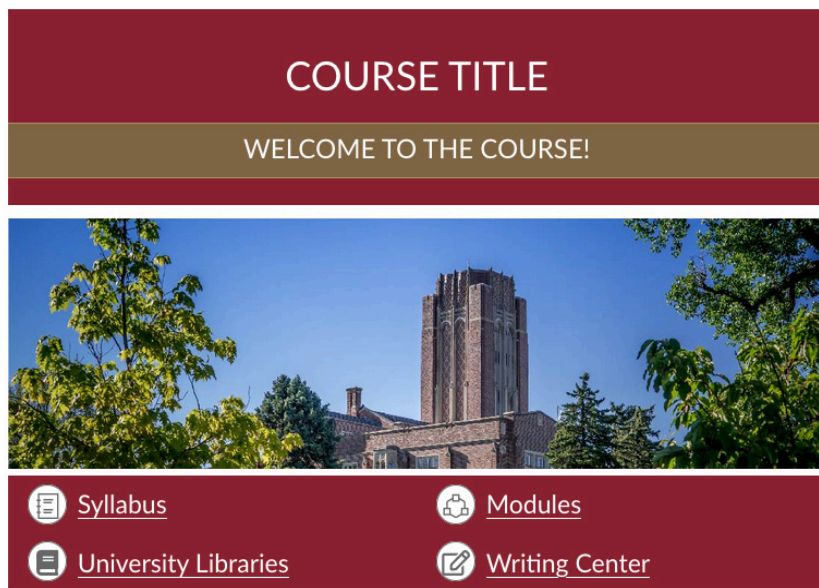 COURSE TITLE
WELCOME TO THE COURSE!
Syllabus
Modules
University Libraries
Writing Center